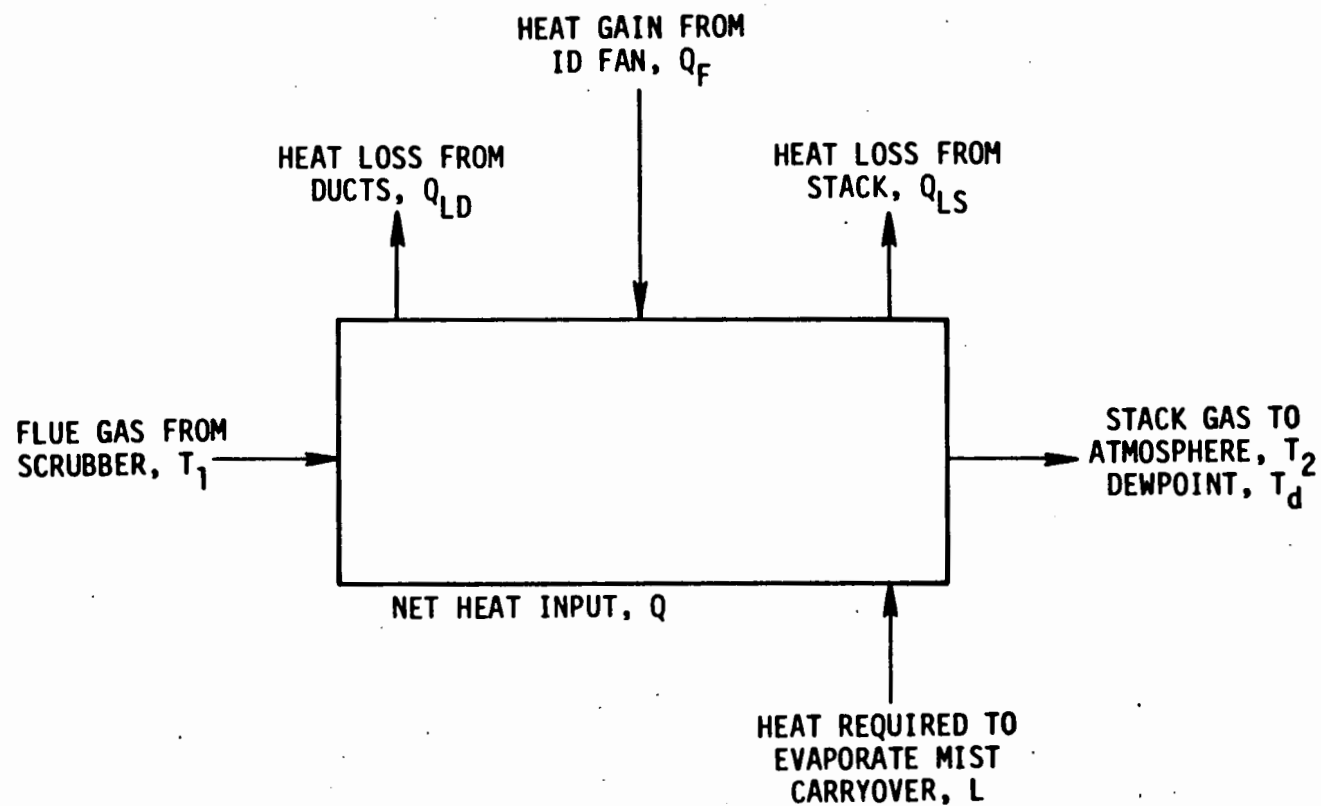 HEAT GAIN FROM
ID FAN, Q_F
HEAT LOSS FROM
DUCTS, Q_LD
HEAT LOSS FROM
STACK, Q_LS
FLUE GAS FROM
SCRUBBER, T_1
STACK GAS TO
ATMOSPHERE, T_2
DEWPOINT, T_d
NET HEAT INPUT, Q
HEAT REQUIRED TO
EVAPORATE MIST
CARRYOVER, L